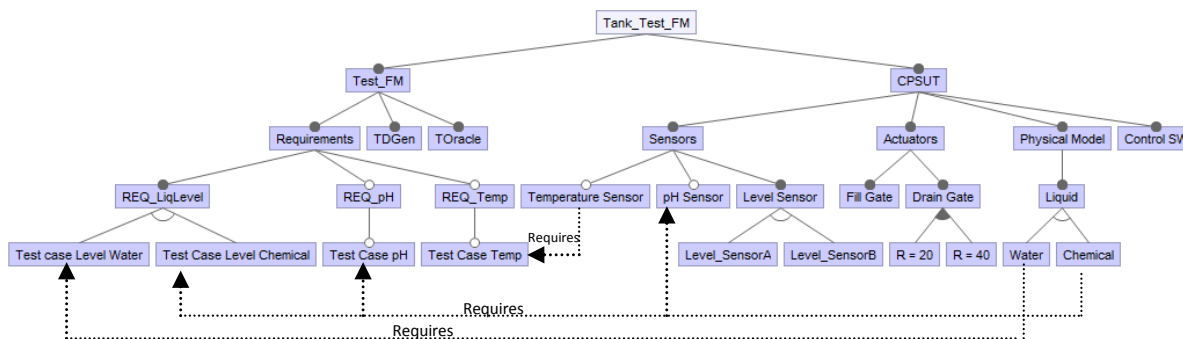 Tank_Test_FM
Test_FM CPSUT
Requirements TDGen TOracle Sensors Actuators Physical Model Control SW
REQ_LiqLevel REQ_pH REQ_Temp Temperature Sensor pH Sensor Level Sensor Fill Gate Drain Gate Liquid
Requires
Test case Level Water Test Case Level Chemical Test Case pH Test Case Temp Level_SensorA Level_SensorB R = 20 R = 40 Water Chemical
Requires
Requires